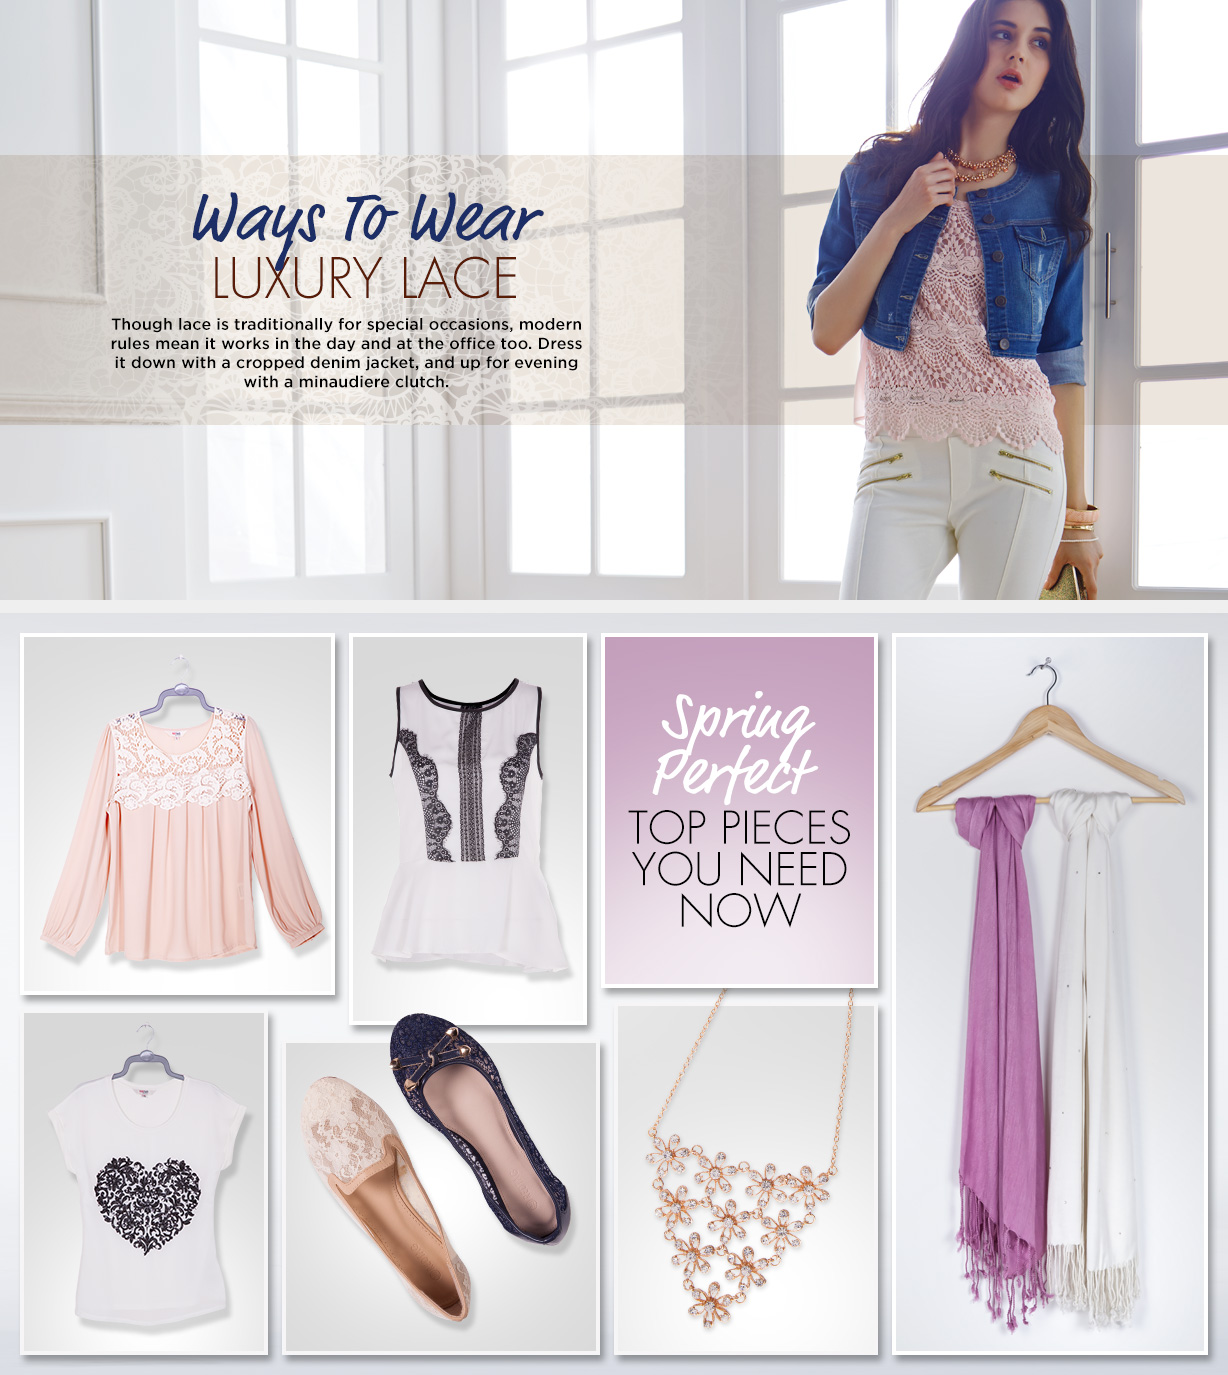 Ways To Wear
LUXURY LACE
Though lace is traditionally for special occasions, modern
rules mean it works in the day and at the office too. Dress
it down with a cropped denim jacket, and up for evening
with a minaudiere clutch.
Spring
Perfect
TOP PIECES
YOU NEED
NOW